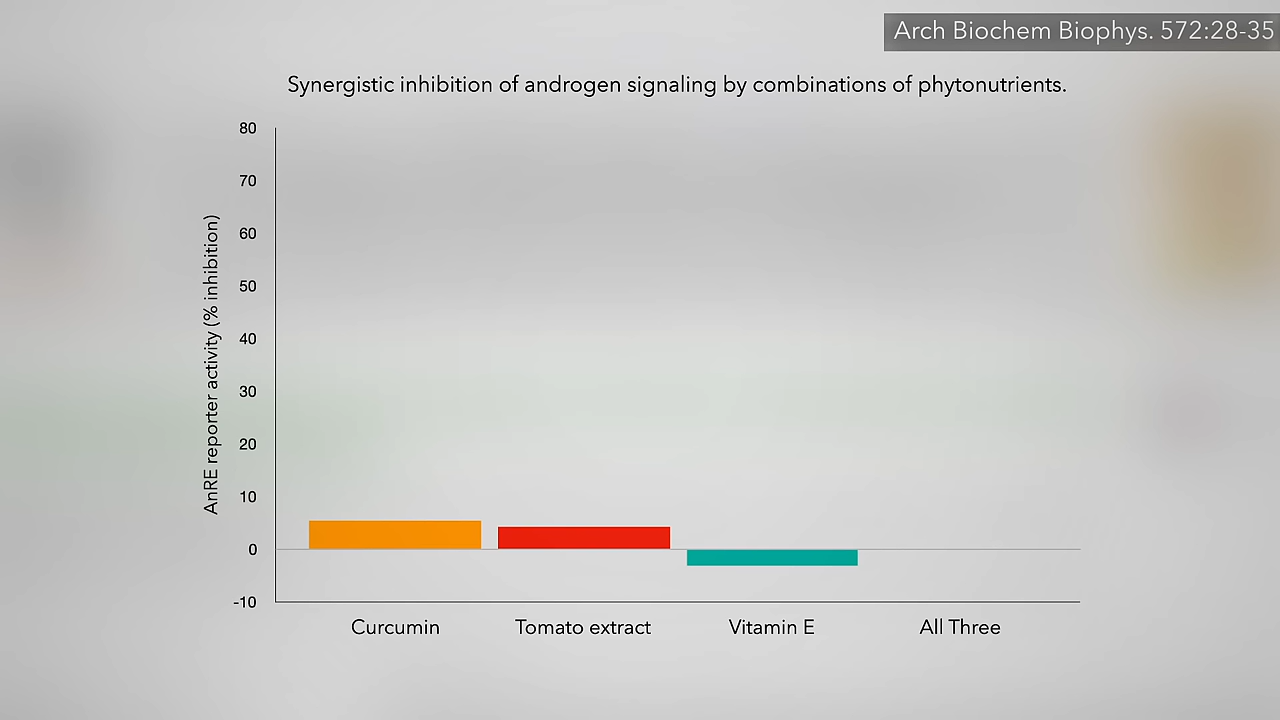 Arch Biochem Biophys. 572:28-35
Synergistic inhibition of androgen signaling by combinations of phytonutrients.
AnRE reporter activity (% inhibition)
80
70
60
50
40
30
20
10
0
-10
Curcumin
Tomato extract
Vitamin E
All Three